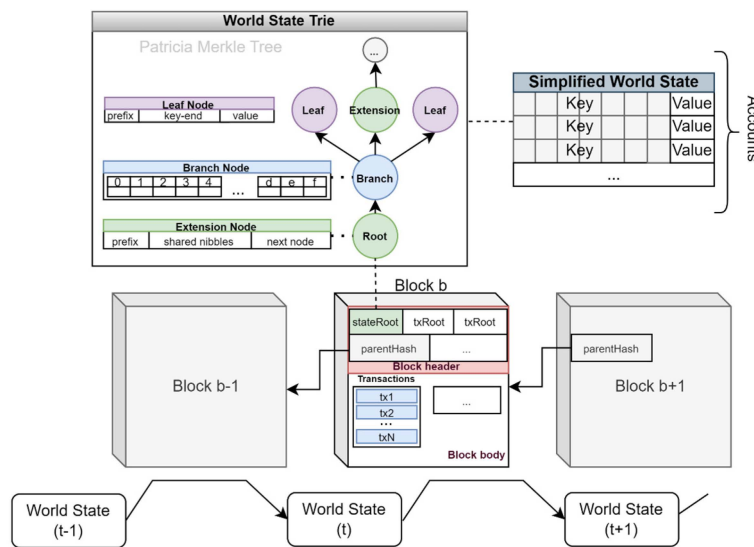 World State Trie
Patricia Merkle Tree
...
Leaf Node
prefix key-end value
Leaf
Extension
Leaf
Branch Node
0 1 2 3 4 ... d e f
Branch
Extension Node
prefix shared nibbles next node
Root
Simplified World State
Key Value
Key Value
Key Value
...
Accounts
Block b
stateRoot txRoot txRoot
parentHash ...
Block header
Transactions
tx1
tx2
...
txN
...
Block body
Block b-1
parentHash
Block b+1
World State
(t-1)
World State
(t)
World State
(t+1)